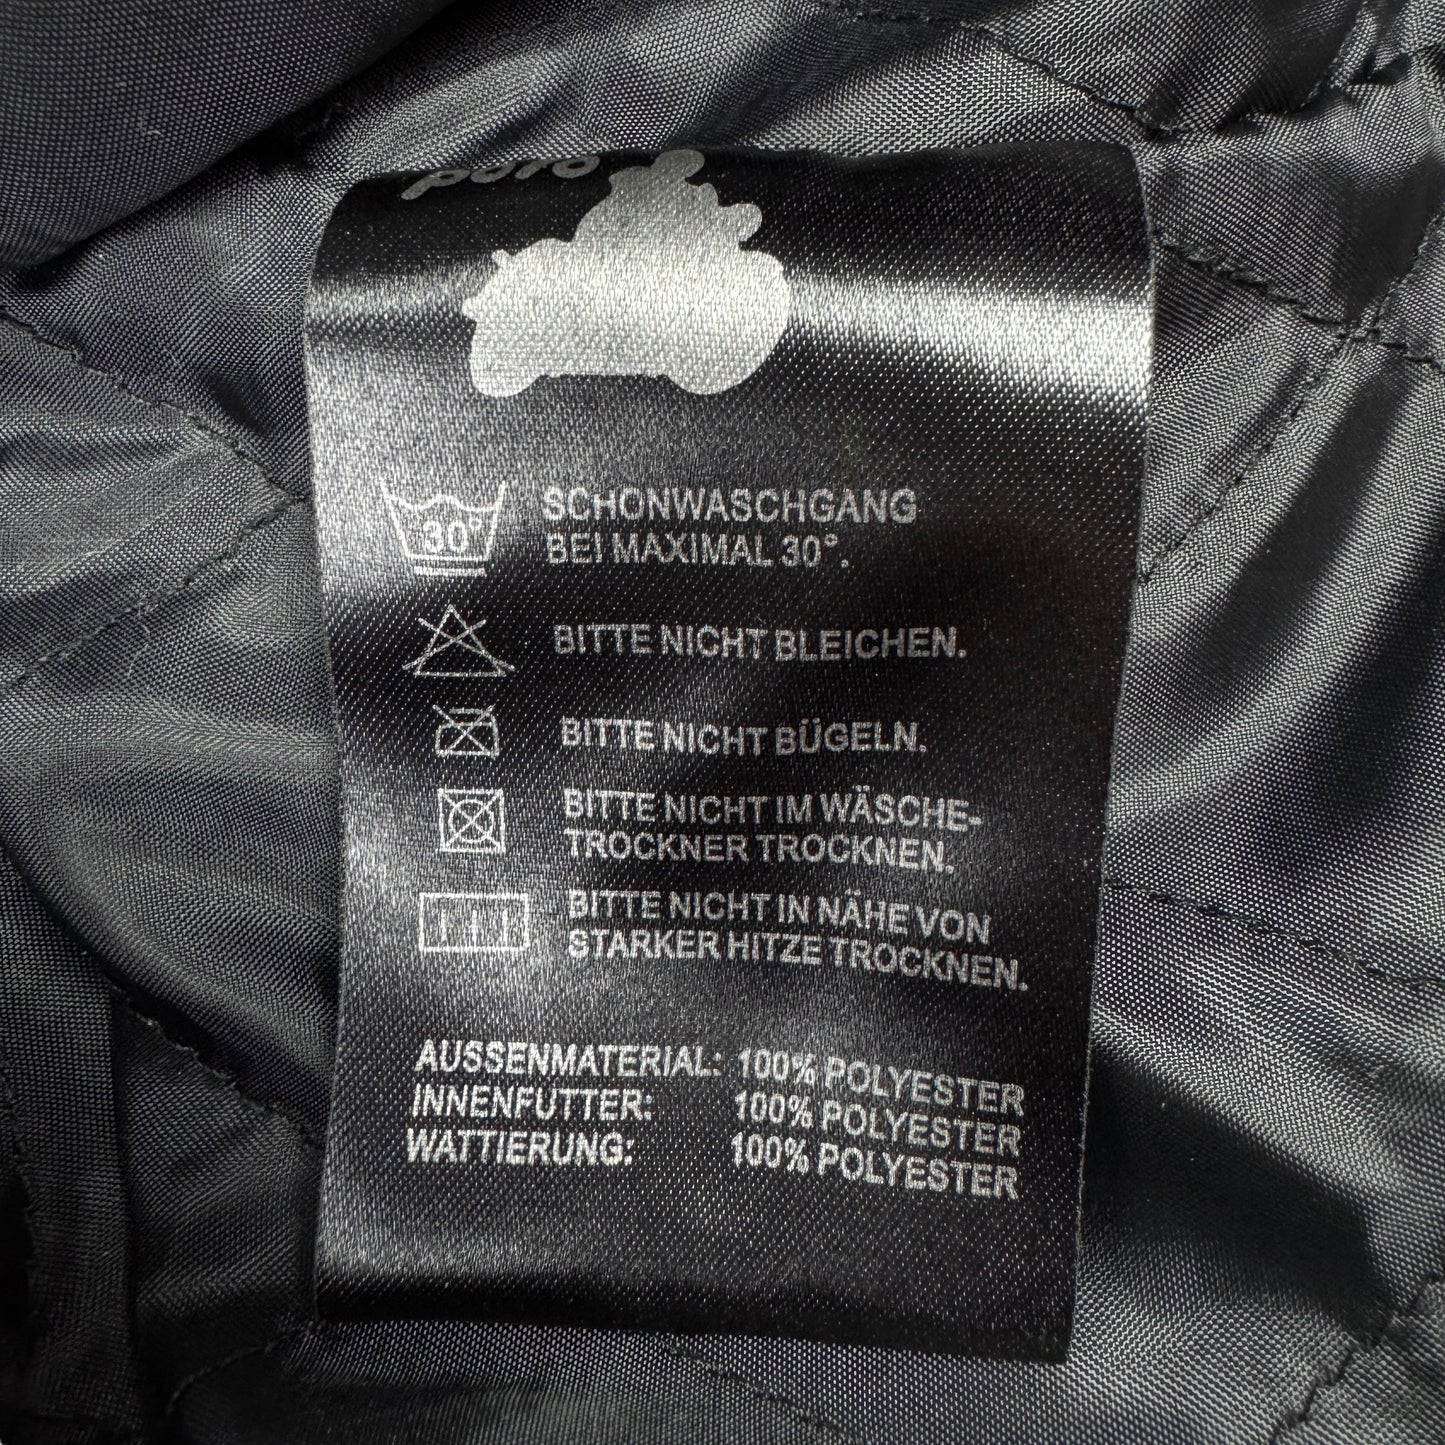 polo
30°
SCHONWASCHGANG
BEI MAXIMAL 30°.
BITTE NICHT BLEICHEN.
BITTE NICHT BÜGELN.
BITTE NICHT IM WÄSCHE-
TROCKNER TROCKNEN.
BITTE NICHT IN NÄHE VON
STARKER HITZE TROCKNEN.
AUSSENMATERIAL: 100% POLYESTER
INNENFUTTER: 100% POLYESTER
WATTIERUNG: 100% POLYESTER